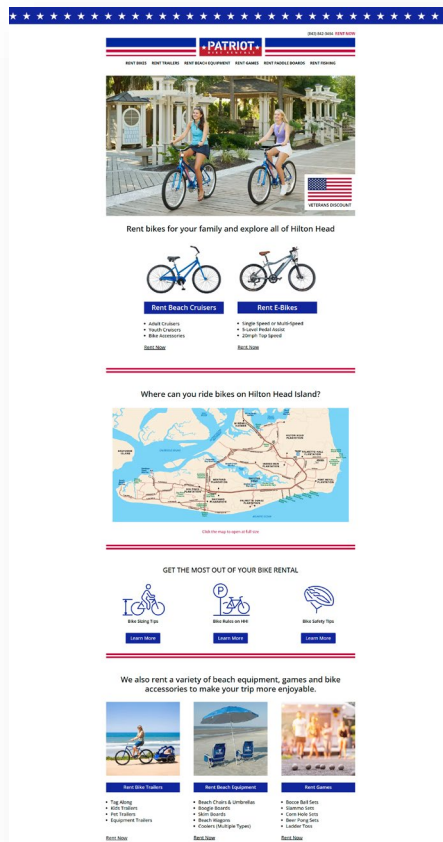 (843) 842-3494 RENT NOW
PATRIOT
BIKE RENTALS
RENT BIKES RENT TRAILERS RENT BEACH EQUIPMENT RENT GAMES RENT PADDLE BOARDS RENT FISHING
VETERANS DISCOUNT
Rent bikes for your family and explore all of Hilton Head
Rent Beach Cruisers
Adult Cruisers
Youth Cruisers
Bike Accessories
Rent Now
Rent E-Bikes
Single Speed or Multi-Speed
5-Level Pedal Assist
20mph Top Speed
Rent Now
Where can you ride bikes on Hilton Head Island?
Click the map to open at full size
GET THE MOST OUT OF YOUR BIKE RENTAL
Bike Sizing Tips
Learn More
P
Bike Rules on HHI
Learn More
Bike Safety Tips
Learn More
We also rent a variety of beach equipment, games and bike
accessories to make your trip more enjoyable.
Rent Bike Trailers
Tag Along
Kids Trailers
Pet Trailers
Equipment Trailers
Rent Now
Rent Beach Equipment
Beach Chairs & Umbrellas
Boogie Boards
Skim Boards
Beach Wagons
Coolers (Multiple Types)
Rent Now
Rent Games
Bocce Ball Sets
Slammo Sets
Corn Hole Sets
Beer Pong Sets
Ladder Toss
Rent Now